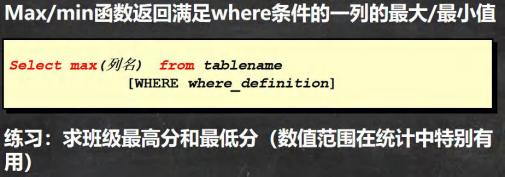 Max/min函数返回满足where条件的一列的最大/最小值
Select max(列名) from tablename
[WHERE where_definition]
练习：求班级最高分和最低分（数值范围在统计中特别有
用）